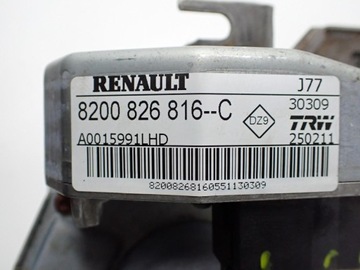 RENAULT J77
8200 826 816--C 30309
DZ9 TRW
A0015991LHD 250211
82008268160551130309